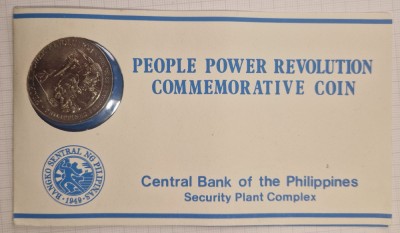 PEOPLE POWER REVOLUTION
COMMEMORATIVE COIN
BANGKO SENTRAL NG PILIPINAS
·1949·
Central Bank of the Philippines
Security Plant Complex